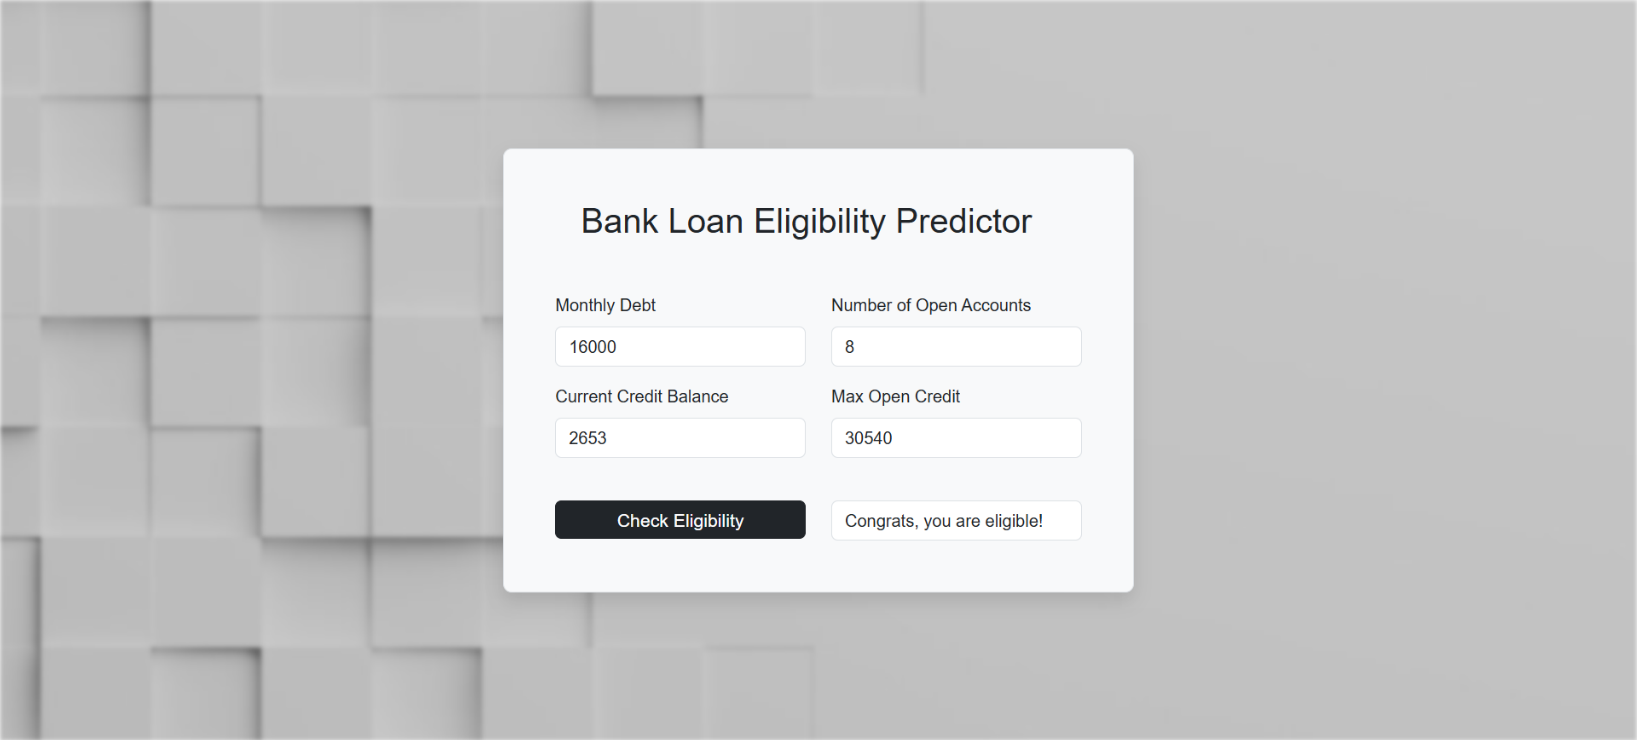 Bank Loan Eligibility Predictor
Monthly Debt
Number of Open Accounts
16000
8
Current Credit Balance
Max Open Credit
2653
30540
Check Eligibility
Congrats, you are eligible!